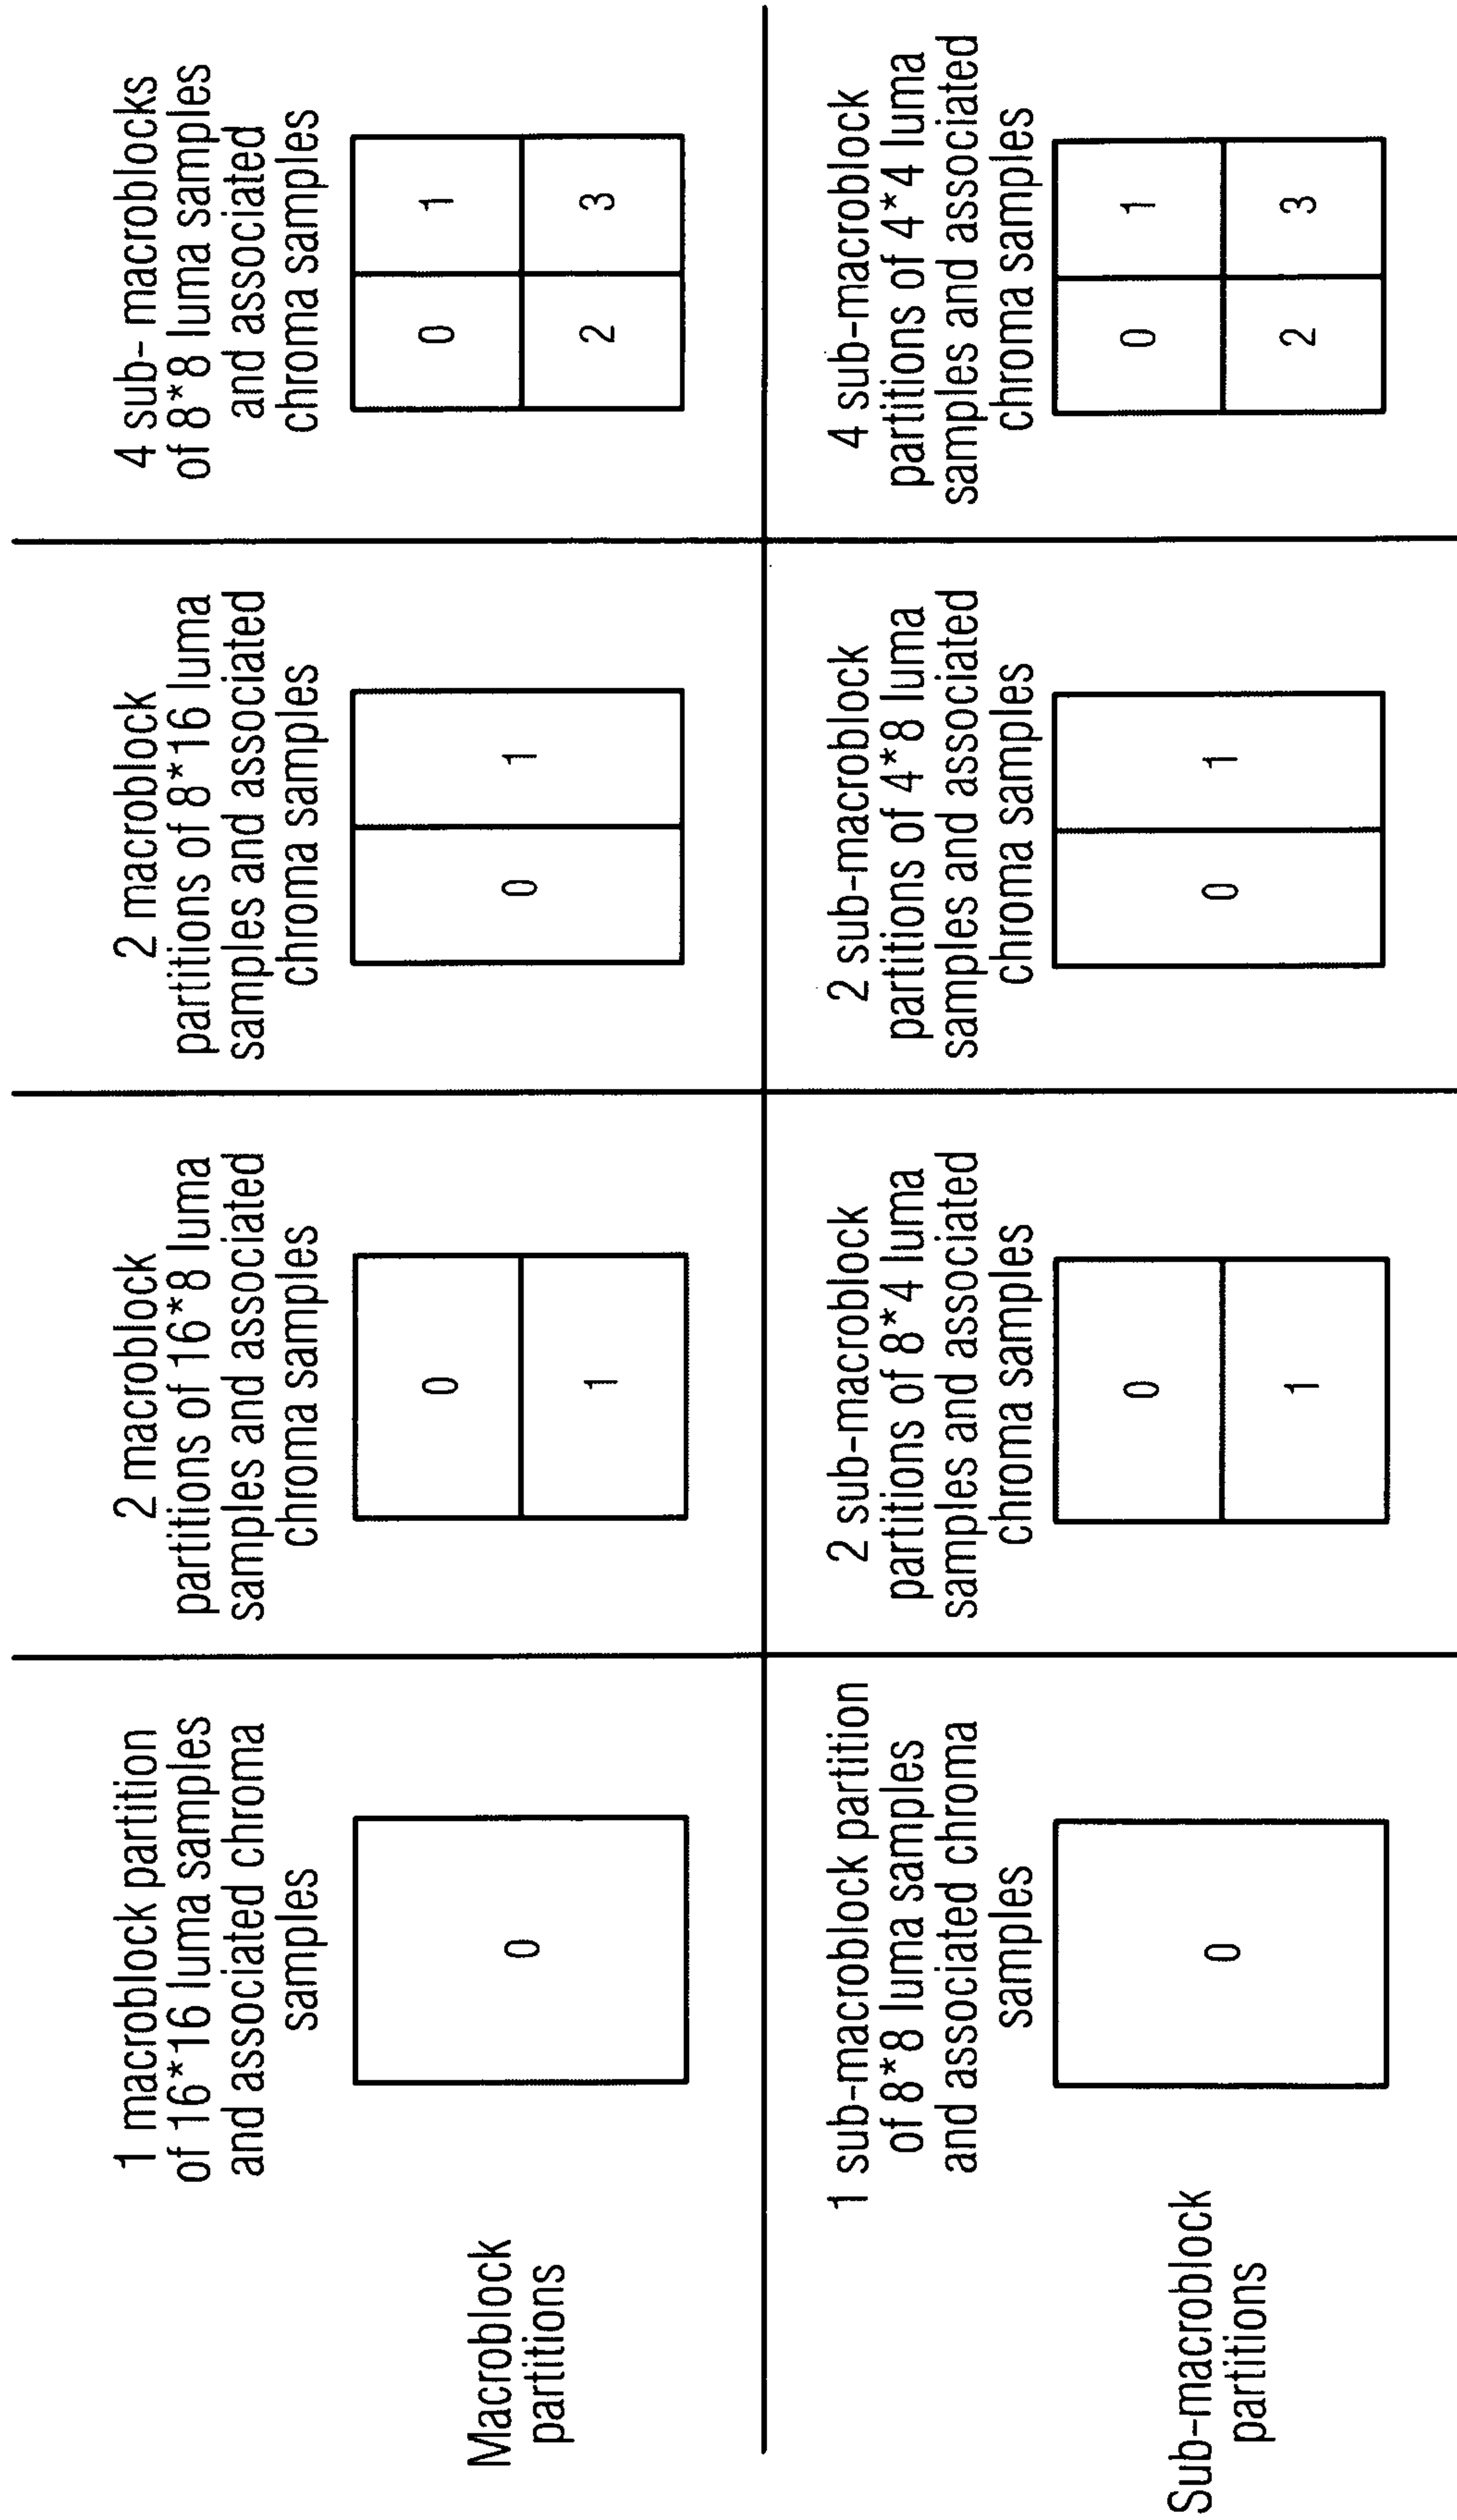 Macroblock
partitions
1 macroblock partition
of 16*16 luma samples
and associated chroma
samples
0
2 macroblock
partitions of 16*8 luma
samples and associated
chroma samples
0
1
2 macroblock
partitions of 8*16 luma
samples and associated
chroma samples
0 1
4 sub-macroblocks
of 8*8 luma samples
and associated
chroma samples
0 1
2 3
Sub-macroblock
partitions
1 sub-macroblock partition
of 8*8 luma samples
and associated chroma
samples
0
2 sub-macroblock
partitions of 8*4 luma
samples and associated
chroma samples
0
1
2 sub-macroblock
partitions of 4*8 luma
samples and associated
chroma samples
0 1
4 sub-macroblock
partitions of 4*4 luma
samples and associated
chroma samples
0 1
2 3